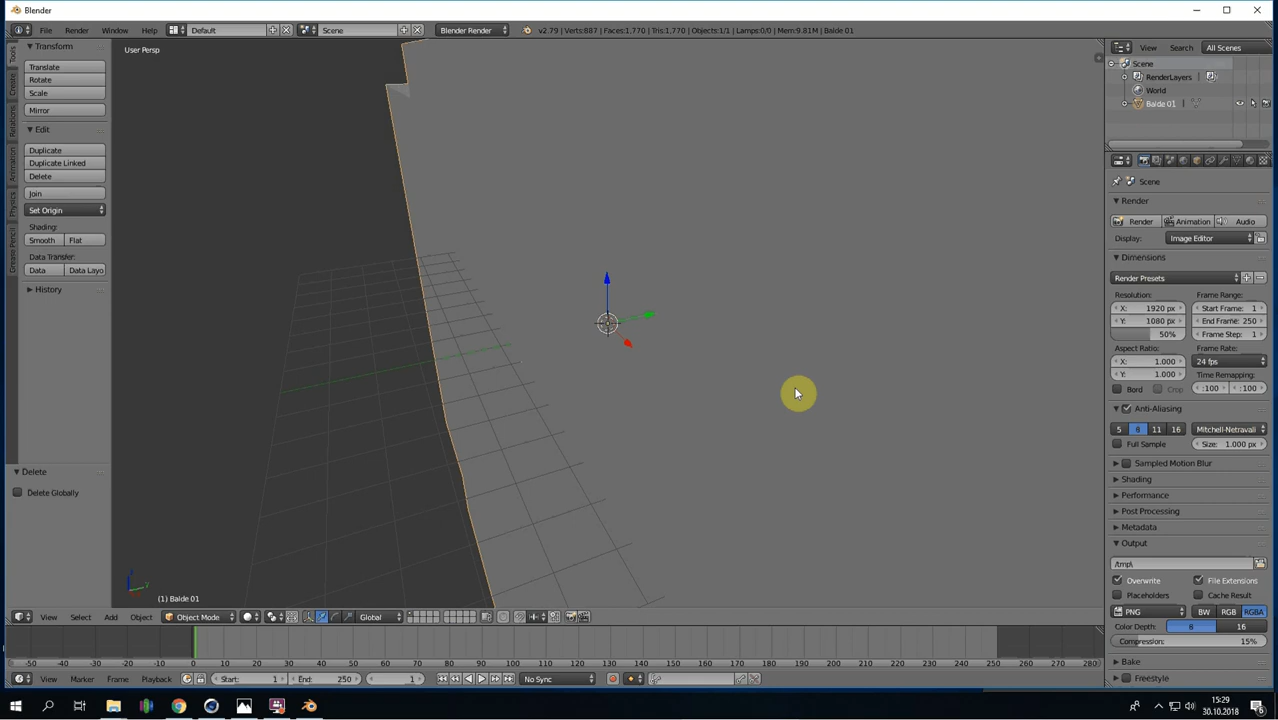 Blender
File Render Window Help Default Scene Blender Render v2.79 | Verts:887 | Faces:1,770 | Tris:1,770 | Objects:1/1 | Lamps:0/0 | Mem:9.81M | Balde 01
Tools
Create
Relations
Animation
Physics
Grease Pencil
Transform
Translate
Rotate
Scale
Mirror
Edit
Duplicate
Duplicate Linked
Delete
Join
Set Origin
Shading:
Smooth Flat
Data Transfer:
Data Data Layo
History
Delete
Delete Globally
User Persp
(1) Balde 01
View Select Add Object Object Mode Global
-50 -40 -30 -20 -10 0 10 20 30 40 50 60 70 80 90 100 110 120 130 140 150 160 170 180 190 200 210 220 230 240 250 260 270 280
View Marker Frame Playback Start: 1 End: 250 1 No Sync
View Search All Scenes
Scene
RenderLayers
World
Balde 01
Scene
Render
Render Animation Audio
Display: Image Editor
Dimensions
Render Presets
Resolution: Frame Range:
X: 1920 px Start Frame: 1
Y: 1080 px End Frame: 250
50% Frame Step: 1
Aspect Ratio: Frame Rate:
X: 1.000 24 fps
Y: 1.000 Time Remapping:
Bord Crop :100 :100
Anti-Aliasing
5 8 11 16 Mitchell-Netravali
Full Sample Size: 1.000 px
Sampled Motion Blur
Shading
Performance
Post Processing
Metadata
Output
/tmp\
Overwrite File Extensions
Placeholders Cache Result
PNG BW RGB RGBA
Color Depth: 8 16
Compression: 15%
Bake
Freestyle
15:29
30.10.2018